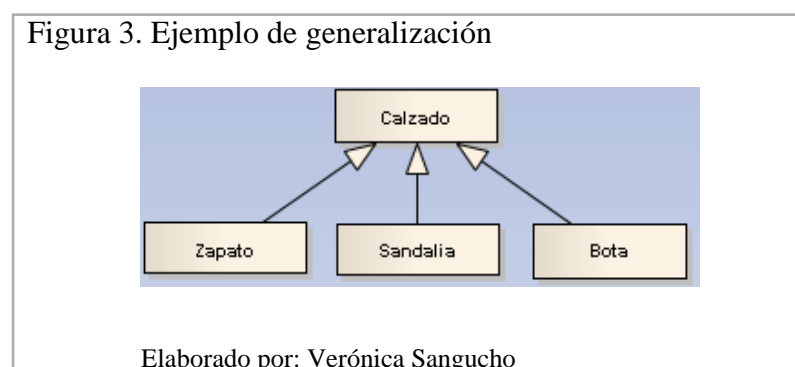 Figura 3. Ejemplo de generalización
Calzado
Zapato
Sandalia
Bota
Elaborado por: Verónica Sangucho